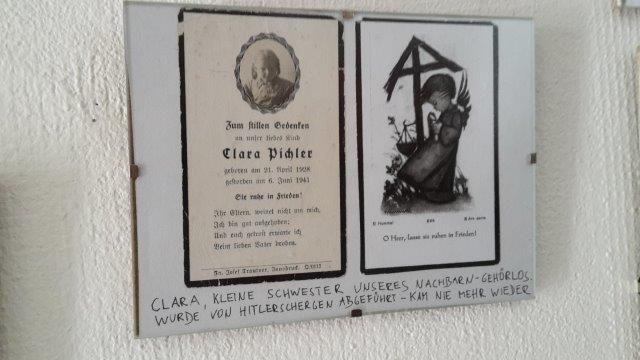 Zum stillen Gedenken
an unser liebes Kind
Clara Pichler
geboren am 21. April 1928
gestorben am 6. Juni 1941
Sie ruhe in Frieden!
Ihr Eltern, weinet nicht um mich,
Ich bin gut aufgehoben;
Und euch getrost erwarte ich
Beim lieben Vater droben.
Josef Innsbruck.
Hummel
O Herr, lasse sie ruhen in Frieden!
CLARA, KLEINE SCHWESTER UNSERES NACHBARN-GEHÖRLOS.
WURDE VON HITLERSCHERGEN ABGEFÜHRT - KAM NIE MEHR WIEDER